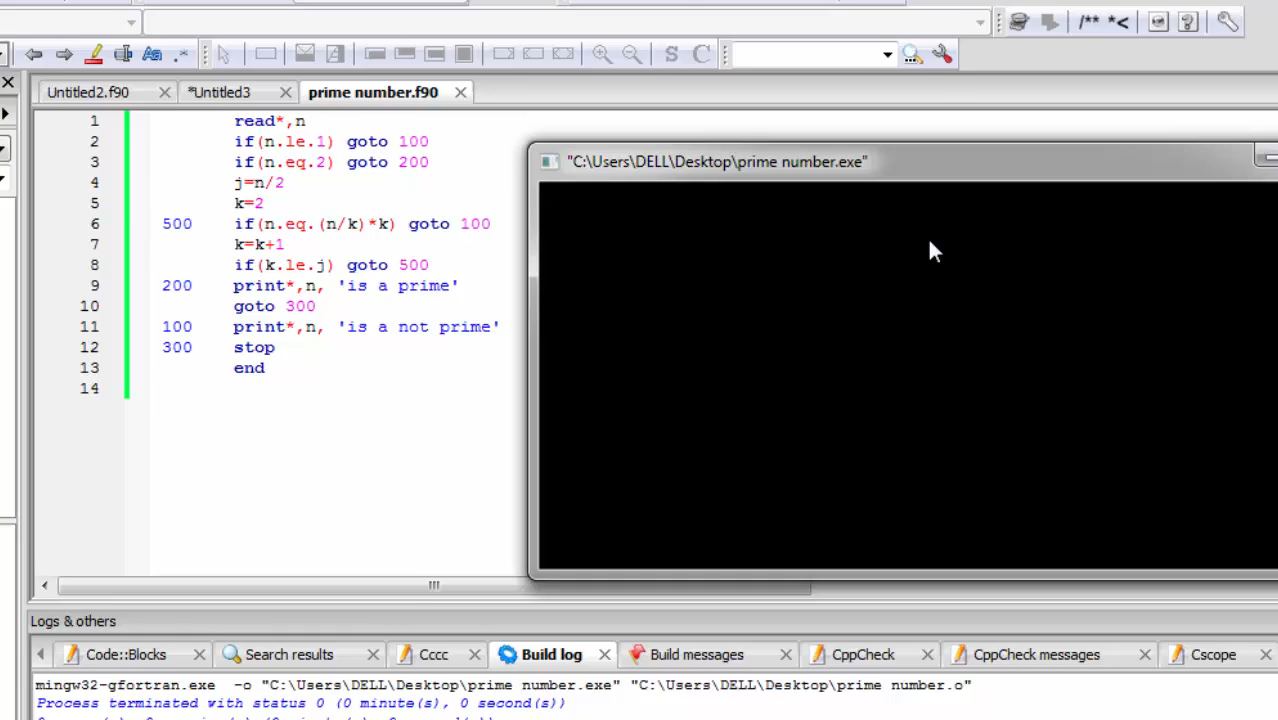 /** *<
S C
Untitled2.f90 *Untitled3 prime number.f90
1 read*,n
2 if(n.le.1) goto 100
3 if(n.eq.2) goto 200
4 j=n/2
5 k=2
6 500 if(n.eq.(n/k)*k) goto 100
7 k=k+1
8 if(k.le.j) goto 500
9 200 print*,n, 'is a prime'
10 goto 300
11 100 print*,n, 'is a not prime'
12 300 stop
13 end
14
"C:\Users\DELL\Desktop\prime number.exe"
Logs & others
Code::Blocks Search results Cccc Build log Build messages CppCheck CppCheck messages Cscope
mingw32-gfortran.exe -o "C:\Users\DELL\Desktop\prime number.exe" "C:\Users\DELL\Desktop\prime number.o"
Process terminated with status 0 (0 minute(s), 0 second(s))